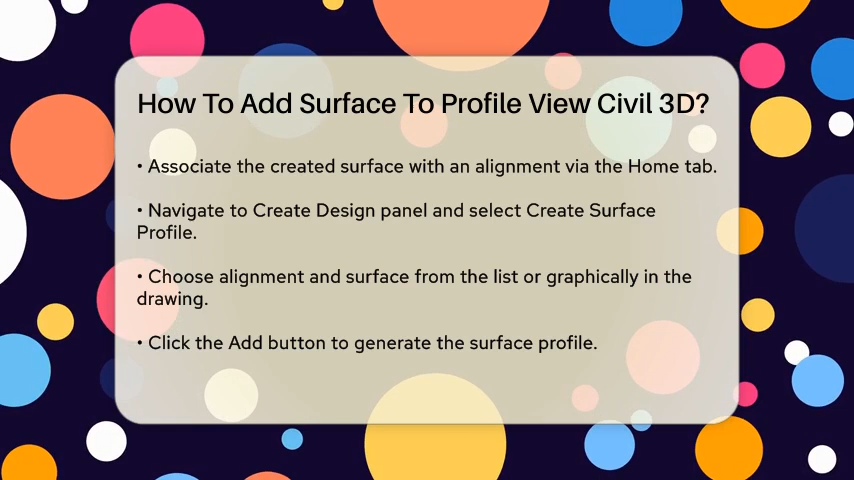 How To Add Surface To Profile View Civil 3D?
• Associate the created surface with an alignment via the Home tab.
• Navigate to Create Design panel and select Create Surface
Profile.
• Choose alignment and surface from the list or graphically in the
drawing.
• Click the Add button to generate the surface profile.